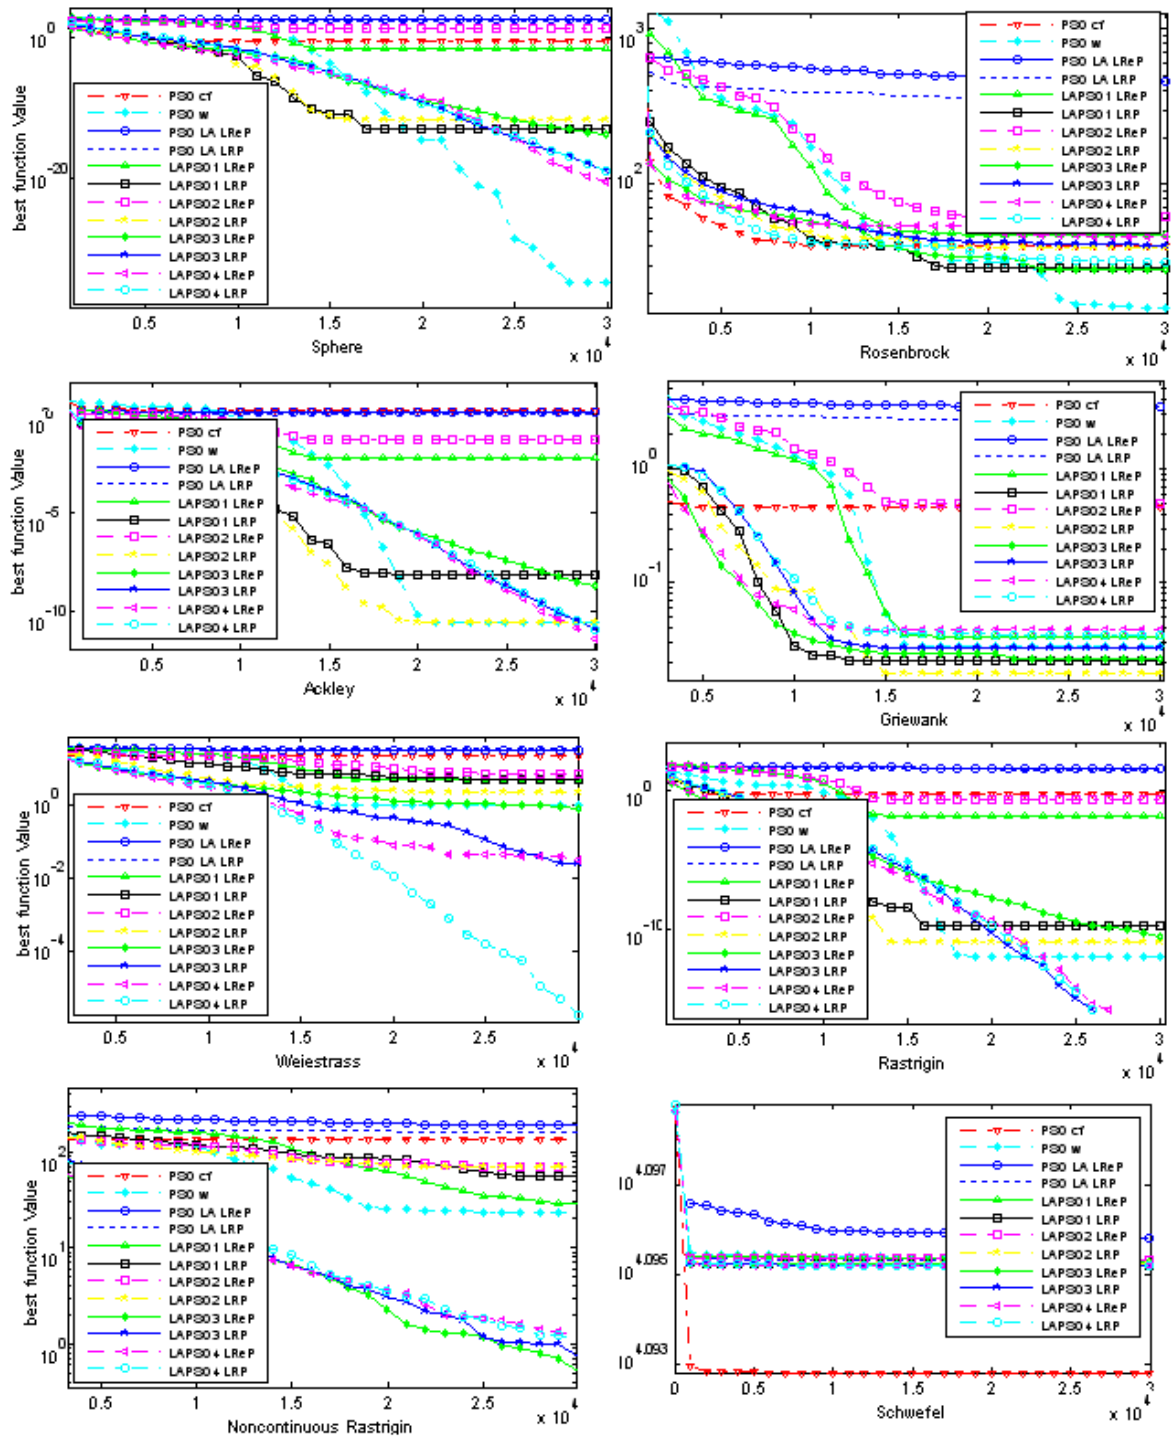 best function Value
10^0
10^-20
PSO cf
PSO w
PSO LA LReP
PSO LA LRP
LAPSO1 LReP
LAPSO1 LRP
LAPSO2 LReP
LAPSO2 LRP
LAPSO3 LReP
LAPSO3 LRP
LAPSO4 LReP
LAPSO4 LRP
0.5 1 1.5 2 2.5 3
Sphere
x 10^4
10^3
10^2
PSO cf
PSO w
PSO LA LReP
PSO LA LRP
LAPSO1 LReP
LAPSO1 LRP
LAPSO2 LReP
LAPSO2 LRP
LAPSO3 LReP
LAPSO3 LRP
LAPSO4 LReP
LAPSO4 LRP
0.5 1 1.5 2 2.5 3
Rosenbrock
x 10^4
best function Value
10^0
10^-5
10^-10
PSO cf
PSO w
PSO LA LReP
PSO LA LRP
LAPSO1 LReP
LAPSO1 LRP
LAPSO2 LReP
LAPSO2 LRP
LAPSO3 LReP
LAPSO3 LRP
LAPSO4 LReP
LAPSO4 LRP
0.5 1 1.5 2 2.5 3
Ackley
x 10^4
10^0
10^-1
PSO cf
PSO w
PSO LA LReP
PSO LA LRP
LAPSO1 LReP
LAPSO1 LRP
LAPSO2 LReP
LAPSO2 LRP
LAPSO3 LReP
LAPSO3 LRP
LAPSO4 LReP
LAPSO4 LRP
0.5 1 1.5 2 2.5 3
Griewank
x 10^4
best function Value
10^0
10^-2
10^-4
PSO cf
PSO w
PSO LA LReP
PSO LA LRP
LAPSO1 LReP
LAPSO1 LRP
LAPSO2 LReP
LAPSO2 LRP
LAPSO3 LReP
LAPSO3 LRP
LAPSO4 LReP
LAPSO4 LRP
0.5 1 1.5 2 2.5 3
Weiestrass
x 10^4
10^0
10^-10
PSO cf
PSO w
PSO LA LReP
PSO LA LRP
LAPSO1 LReP
LAPSO1 LRP
LAPSO2 LReP
LAPSO2 LRP
LAPSO3 LReP
LAPSO3 LRP
LAPSO4 LReP
LAPSO4 LRP
0.5 1 1.5 2 2.5 3
Rastrigin
x 10^4
best function Value
10^2
10^1
10^0
PSO cf
PSO w
PSO LA LReP
PSO LA LRP
LAPSO1 LReP
LAPSO1 LRP
LAPSO2 LReP
LAPSO2 LRP
LAPSO3 LReP
LAPSO3 LRP
LAPSO4 LReP
LAPSO4 LRP
0.5 1 1.5 2 2.5 3
Noncontinuous Rastrigin
x 10^4
10^4.097
10^4.095
10^4.093
PSO cf
PSO w
PSO LA LReP
PSO LA LRP
LAPSO1 LReP
LAPSO1 LRP
LAPSO2 LReP
LAPSO2 LRP
LAPSO3 LReP
LAPSO3 LRP
LAPSO4 LReP
LAPSO4 LRP
0 0.5 1 1.5 2 2.5 3
Schwefel
x 10^4